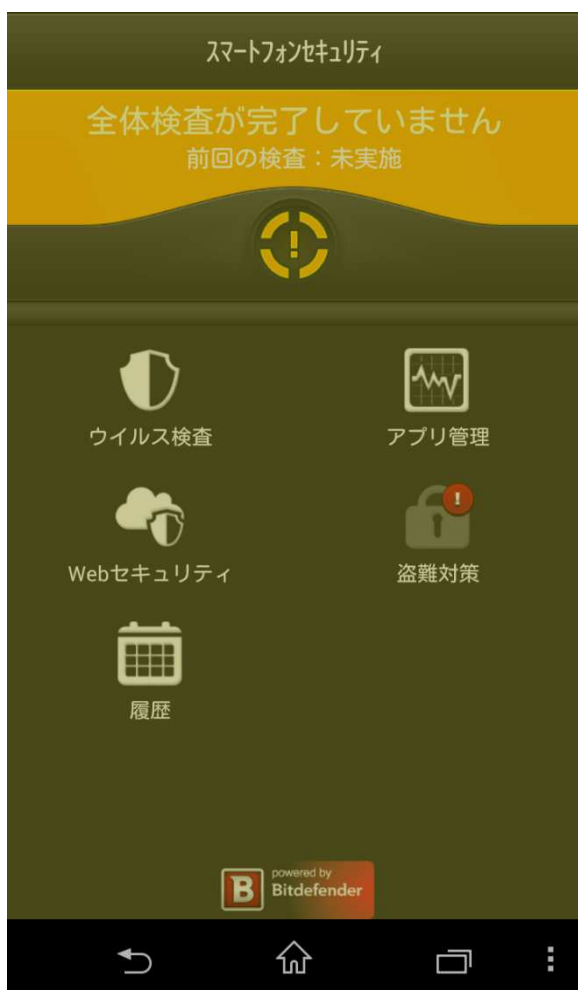 スマートフォンセキュリティ
全体検査が完了していません
前回の検査：未実施
ウイルス検査
アプリ管理
Webセキュリティ
盗難対策
履歴
powered by
B Bitdefender